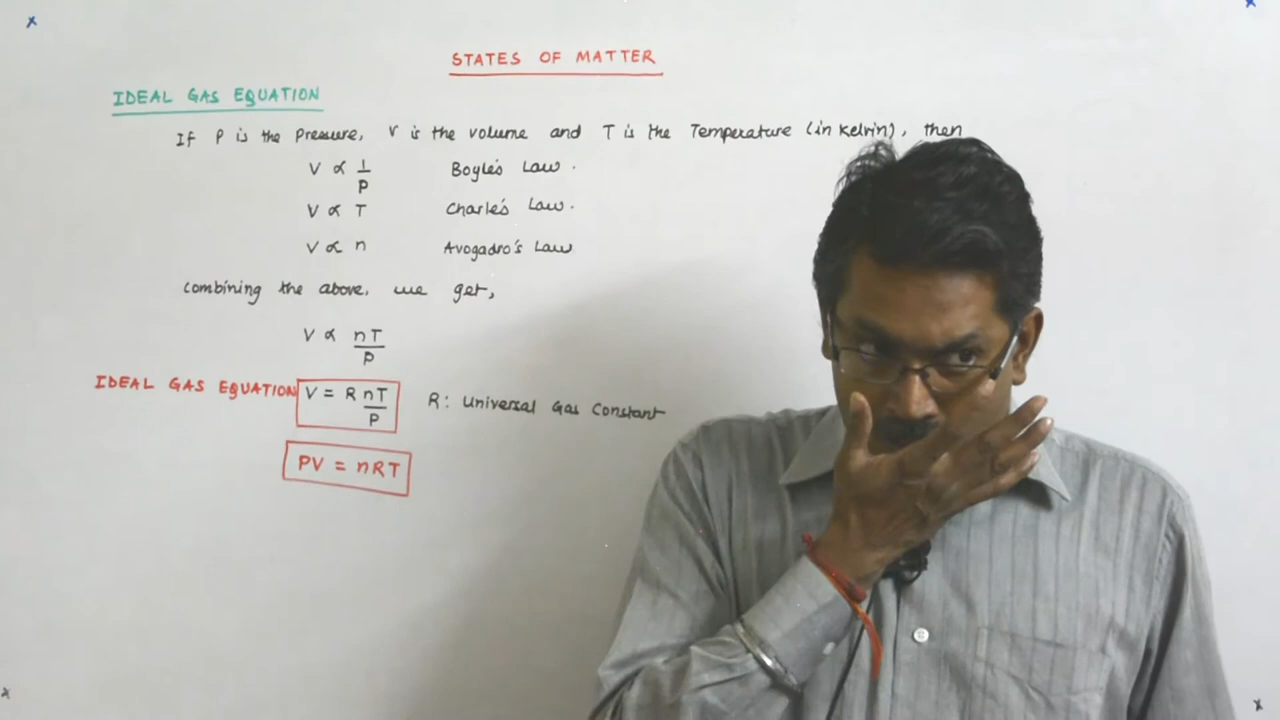 STATES OF MATTER
IDEAL GAS EQUATION
If P is the Pressure, V is the volume and T is the Temperature (in Kelvin), then
V ∝ 1/P Boyle's Law.
V ∝ T Charle's Law.
V ∝ n Avogadro's Law
Combining the above, we get,
V ∝ nT/P
IDEAL GAS EQUATION V = R nT/P R: Universal Gas Constant
PV = nRT